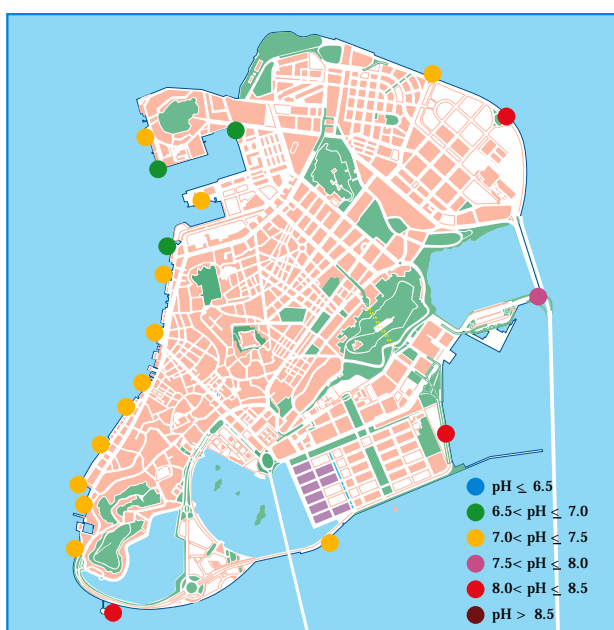 pH ≤ 6.5
6.5< pH ≤ 7.0
7.0< pH ≤ 7.5
7.5< pH ≤ 8.0
8.0< pH ≤ 8.5
pH > 8.5